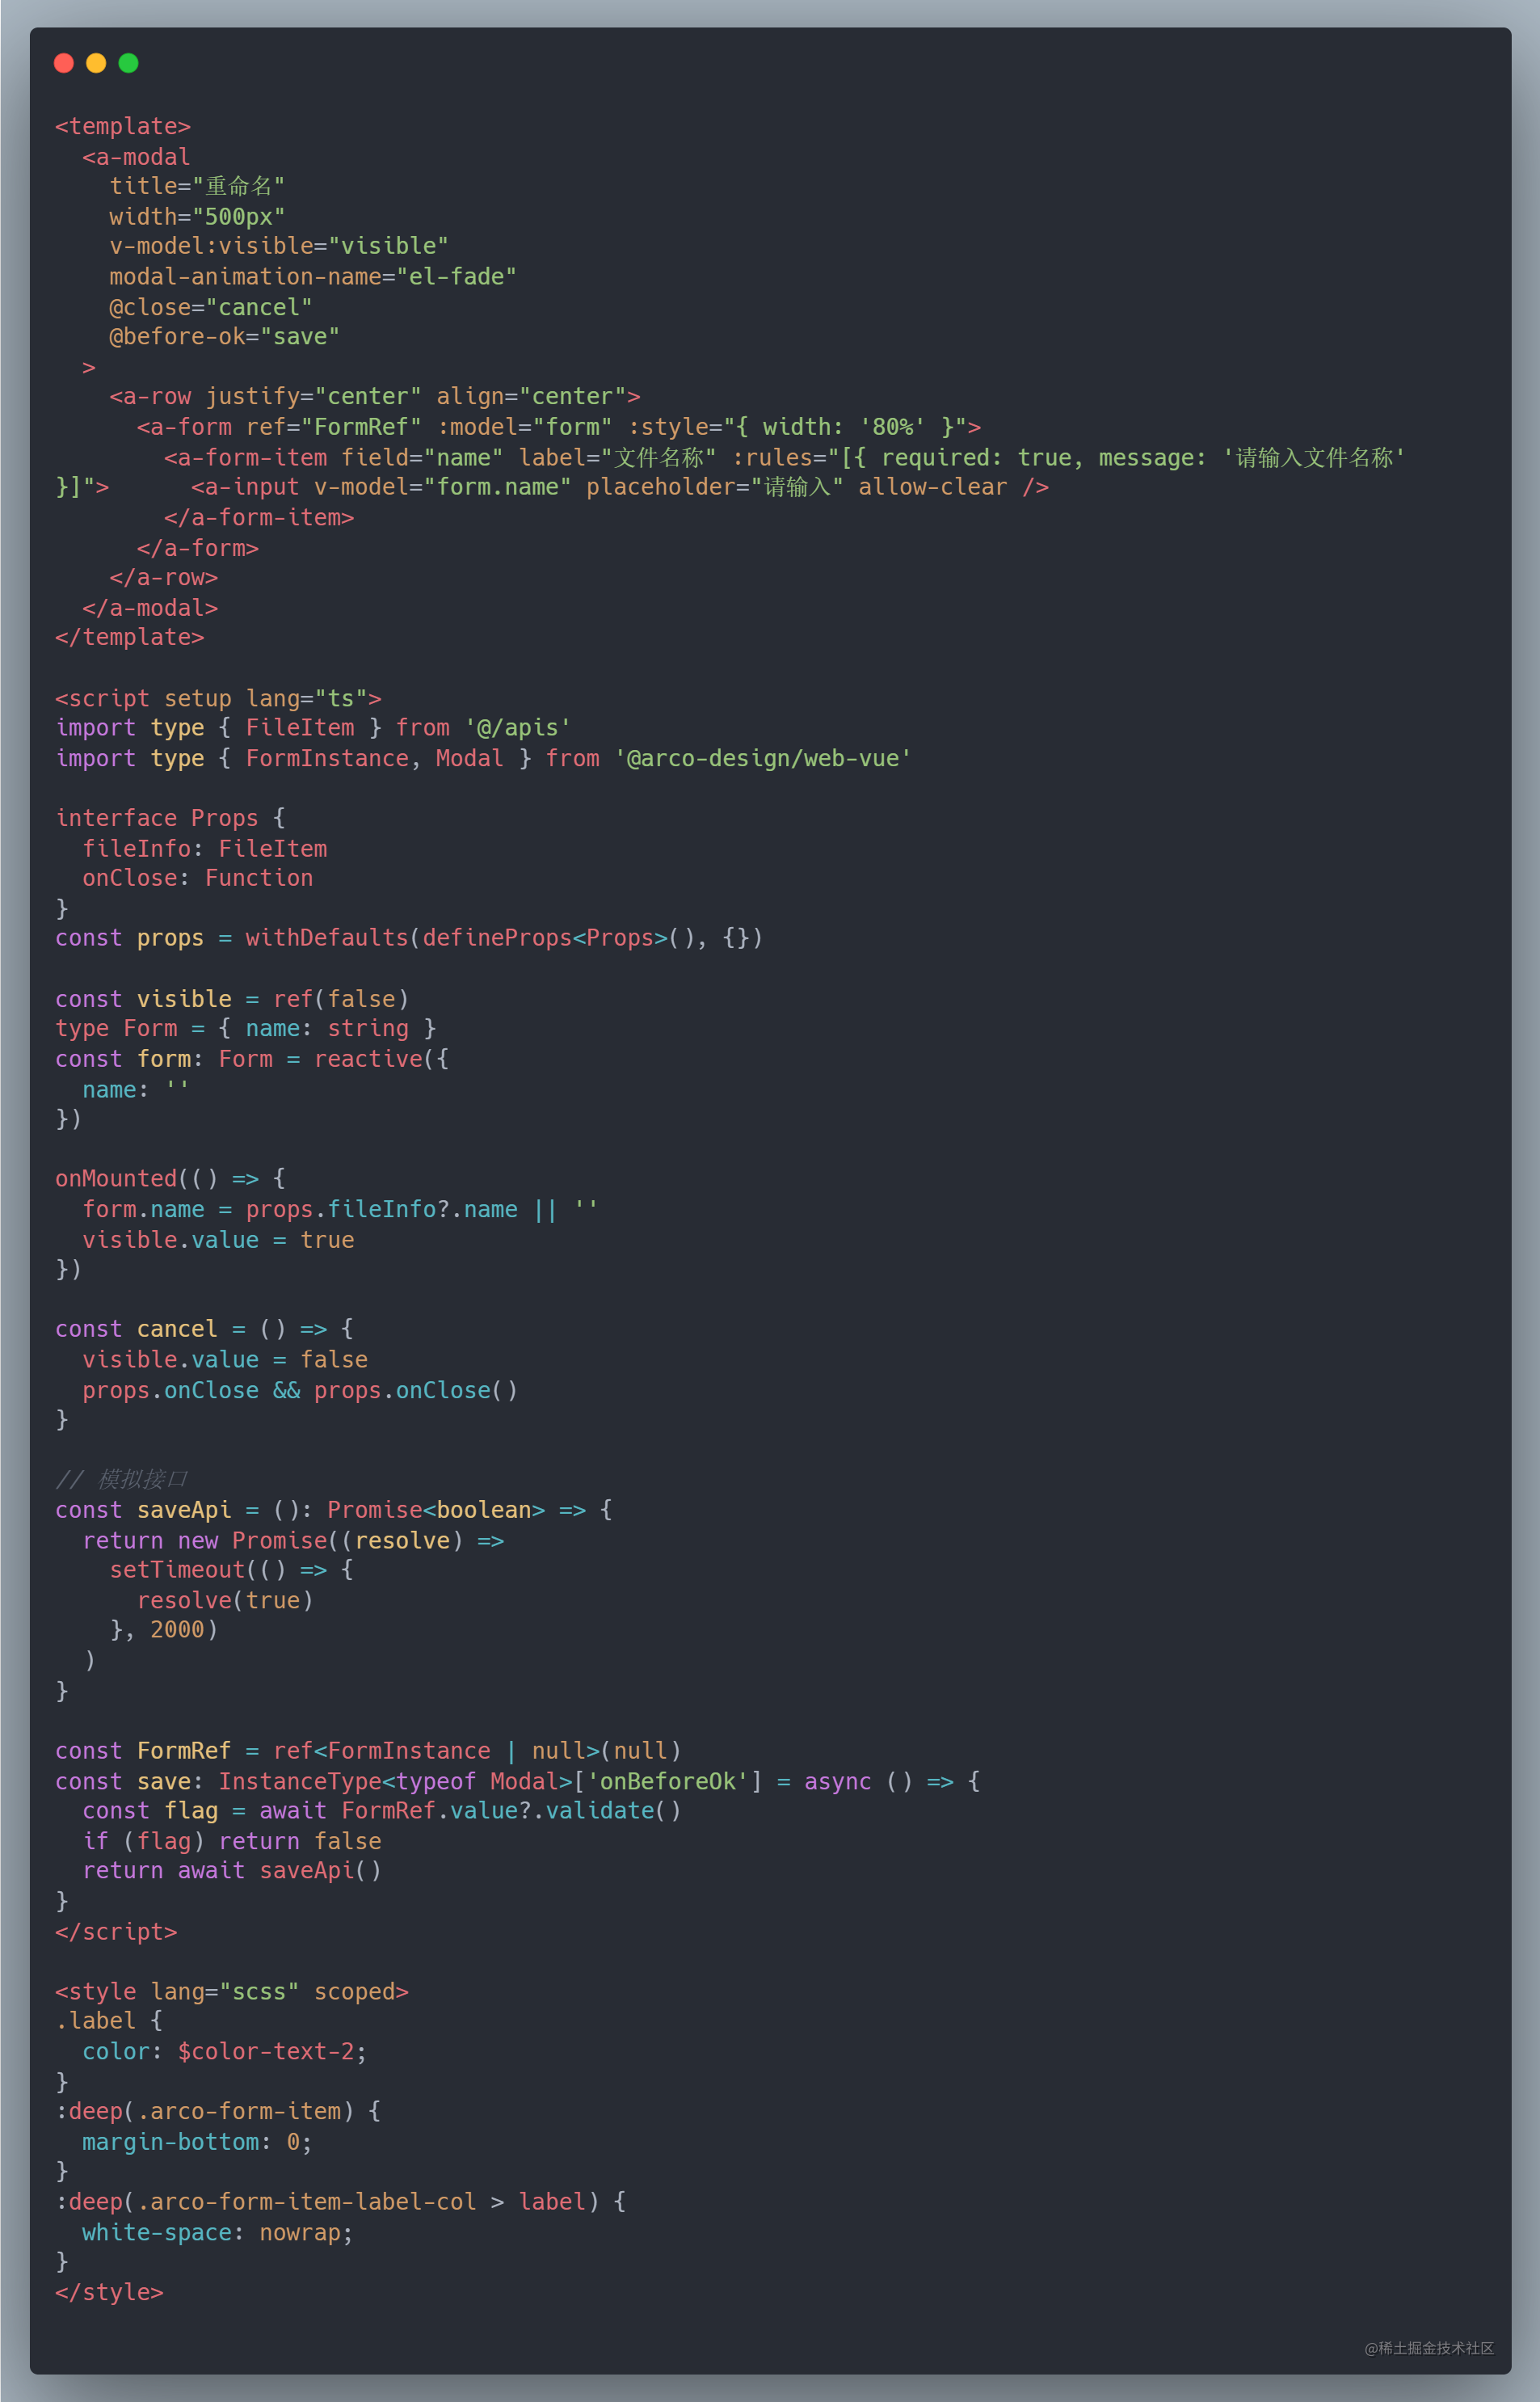 <template>
  <a-modal
    title="重命名"
    width="500px"
    v-model:visible="visible"
    modal-animation-name="el-fade"
    @close="cancel"
    @before-ok="save"
  >
    <a-row justify="center" align="center">
      <a-form ref="FormRef" :model="form" :style="{ width: '80%' }">
        <a-form-item field="name" label="文件名称" :rules="[{ required: true, message: '请输入文件名称'
}]">      <a-input v-model="form.name" placeholder="请输入" allow-clear />
        </a-form-item>
      </a-form>
    </a-row>
  </a-modal>
</template>

<script setup lang="ts">
import type { FileItem } from '@/apis'
import type { FormInstance, Modal } from '@arco-design/web-vue'

interface Props {
  fileInfo: FileItem
  onClose: Function
}
const props = withDefaults(defineProps<Props>(), {})

const visible = ref(false)
type Form = { name: string }
const form: Form = reactive({
  name: ''
})

onMounted(() => {
  form.name = props.fileInfo?.name || ''
  visible.value = true
})

const cancel = () => {
  visible.value = false
  props.onClose && props.onClose()
}

// 模拟接口
const saveApi = (): Promise<boolean> => {
  return new Promise((resolve) =>
    setTimeout(() => {
      resolve(true)
    }, 2000)
  )
}

const FormRef = ref<FormInstance | null>(null)
const save: InstanceType<typeof Modal>['onBeforeOk'] = async () => {
  const flag = await FormRef.value?.validate()
  if (flag) return false
  return await saveApi()
}
</script>

<style lang="scss" scoped>
.label {
  color: $color-text-2;
}
:deep(.arco-form-item) {
  margin-bottom: 0;
}
:deep(.arco-form-item-label-col > label) {
  white-space: nowrap;
}
</style>
@稀土掘金技术社区